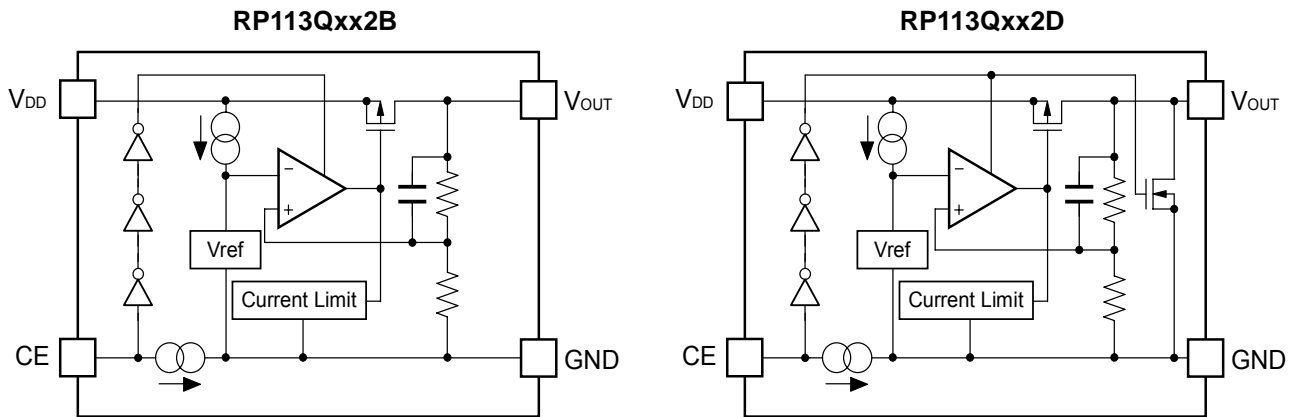 RP113Qxx2B
VDD
VOUT
−
+
Vref
Current Limit
CE
GND
RP113Qxx2D
VDD
VOUT
−
+
Vref
Current Limit
CE
GND